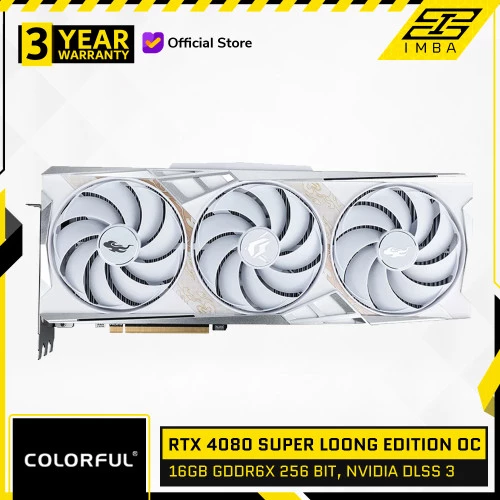 3 YEAR
WARRANTY
Official Store
IMBA
COLORFUL®
RTX 4080 SUPER LOONG EDITION OC
16GB GDDR6X 256 BIT, NVIDIA DLSS 3